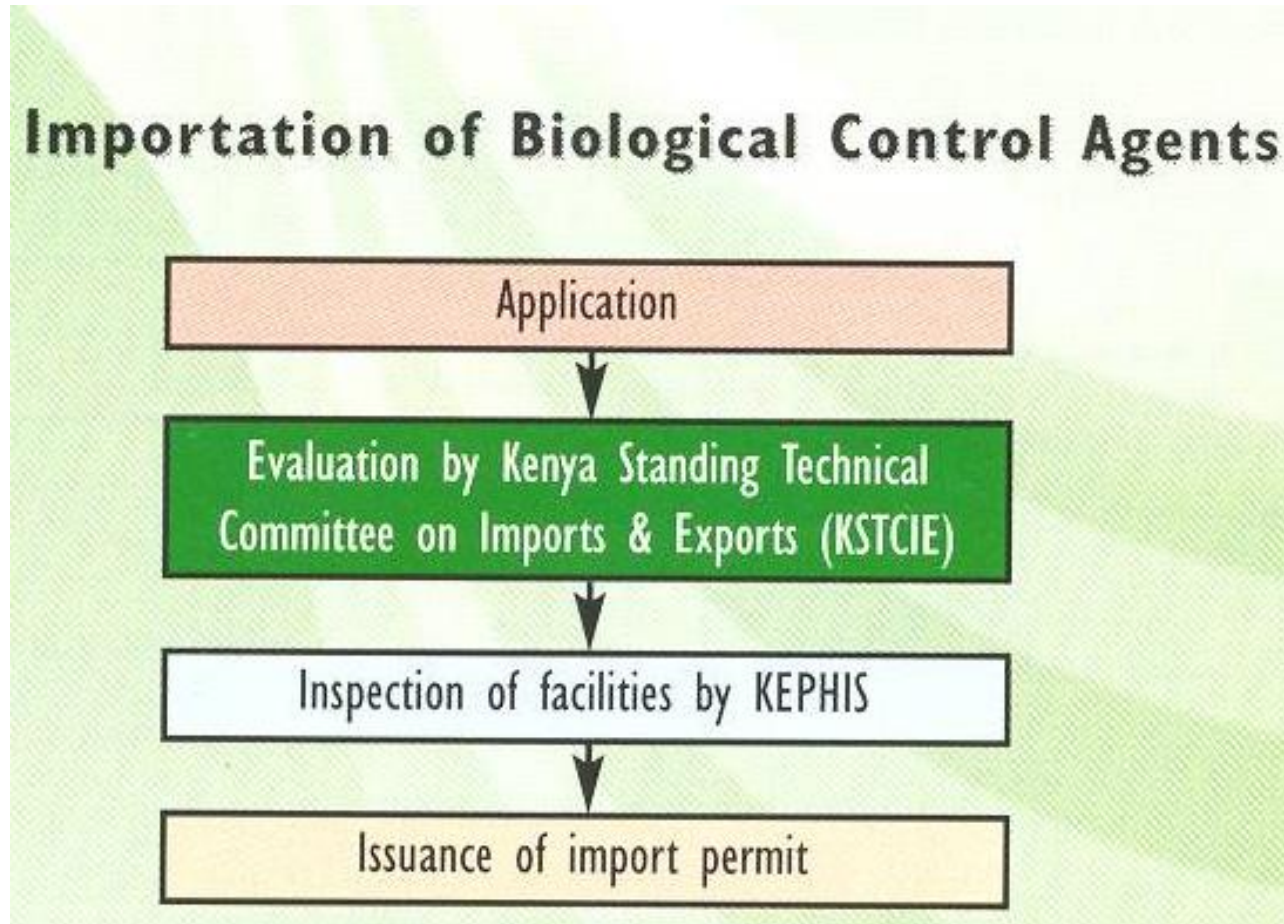 Importation of Biological Control Agents
Application
Evaluation by Kenya Standing Technical
Committee on Imports & Exports (KSTCIE)
Inspection of facilities by KEPHIS
Issuance of import permit